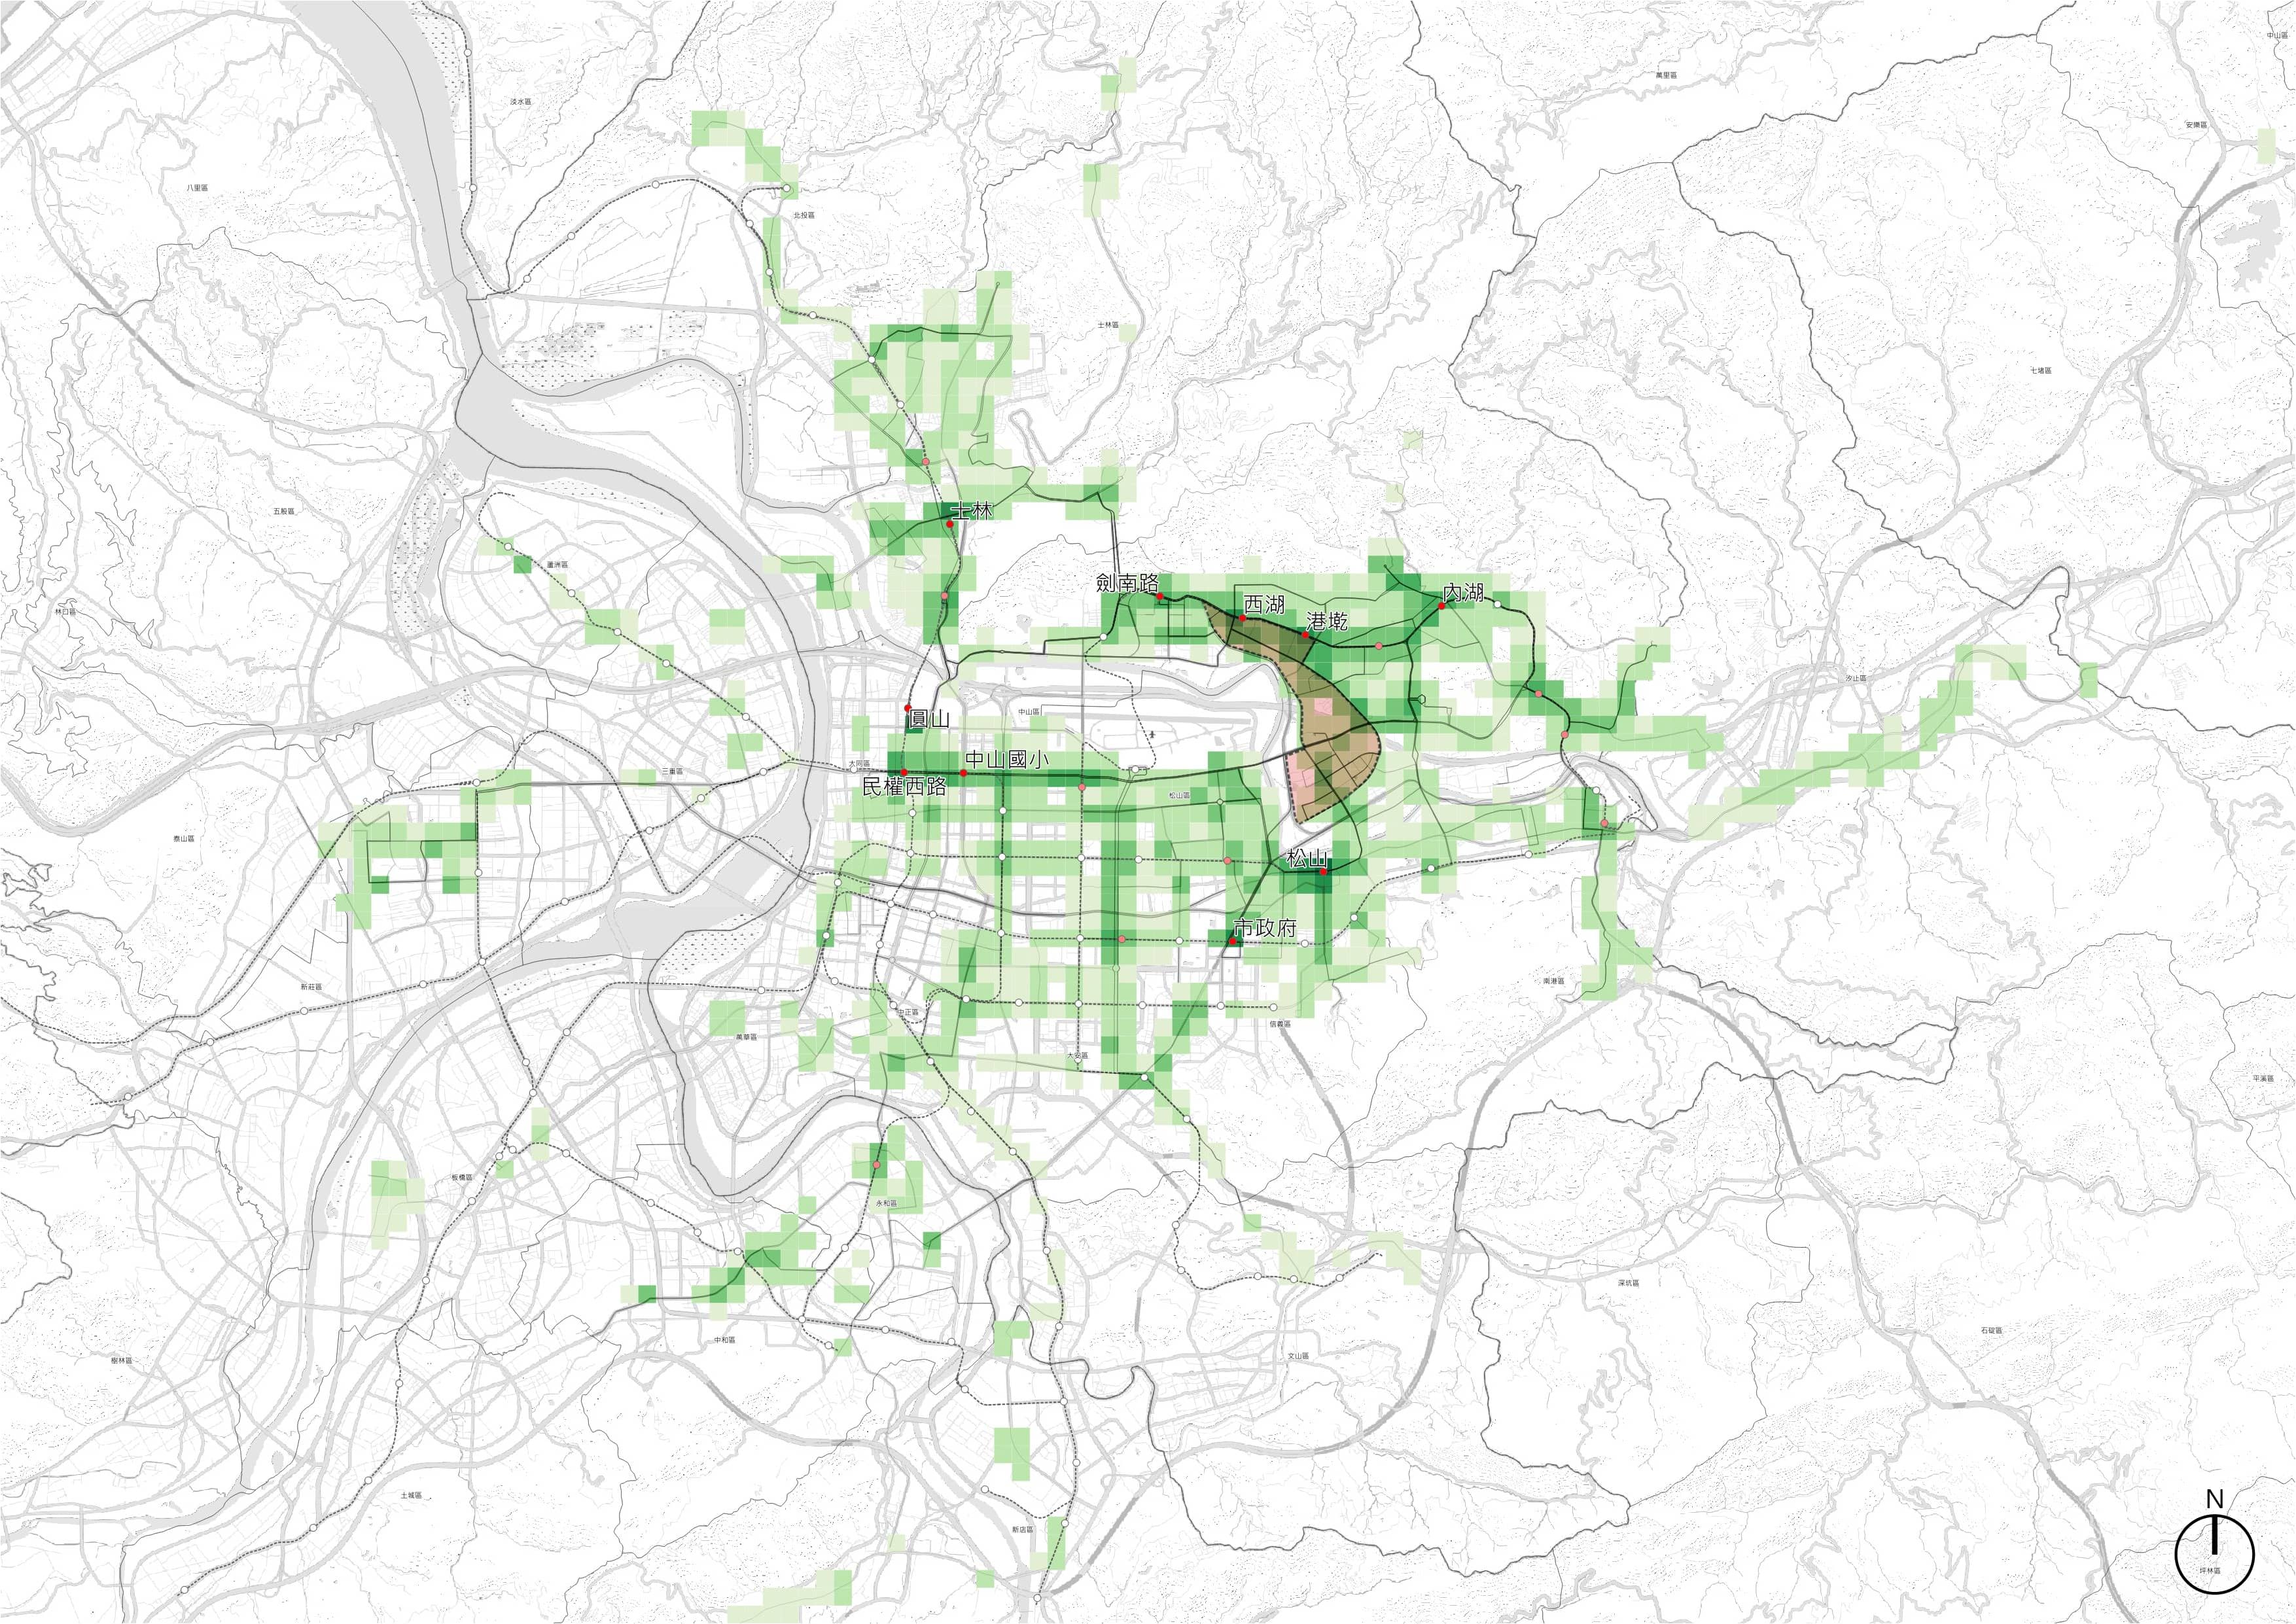 中山區
萬里區
淡水區
安樂區
八里區
北投區
士林區
七堵區
士林
五股區
蘆洲區
劍南路
內湖
西湖
林口區
港墘
汐止區
圓山
中山區
中山國小
大同區
三重區
民權西路
松山區
泰山區
松山
市政府
南港區
新莊區
中正區
信義區
萬華區
大安區
平溪區
板橋區
永和區
深坑區
石碇區
中和區
文山區
樹林區
土城區
N
新店區
坪林區